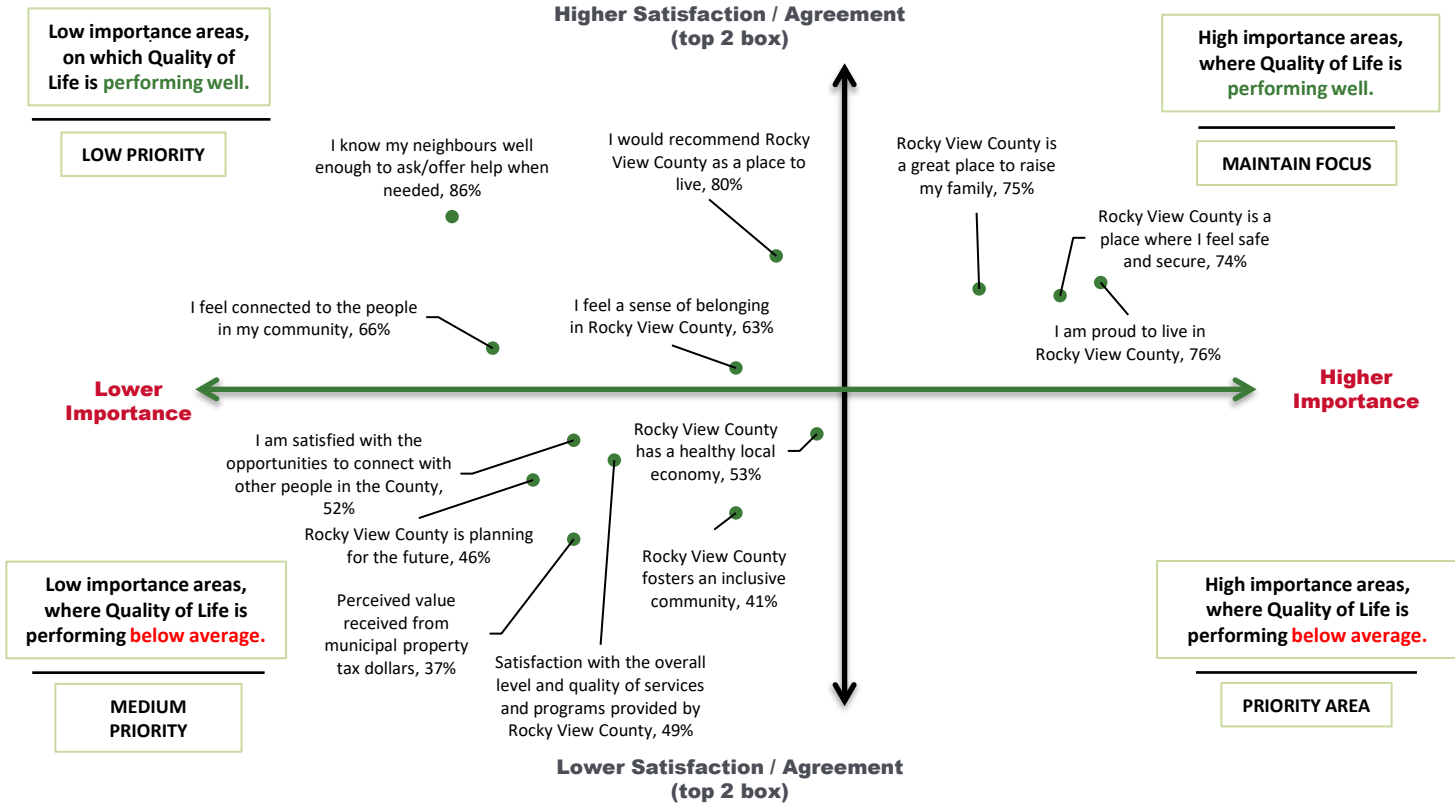 Higher Satisfaction / Agreement
(top 2 box)
Low importance areas,
on which Quality of
Life is performing well.
LOW PRIORITY
High importance areas,
where Quality of Life is
performing well.
MAINTAIN FOCUS
I know my neighbours well
enough to ask/offer help when
needed, 86%
I would recommend Rocky
View County as a place to
live, 80%
Rocky View County is
a great place to raise
my family, 75%
Rocky View County is a
place where I feel safe
and secure, 74%
I feel connected to the people
in my community, 66%
I feel a sense of belonging
in Rocky View County, 63%
I am proud to live in
Rocky View County, 76%
Lower
Importance
Higher
Importance
I am satisfied with the
opportunities to connect with
other people in the County,
52%
Rocky View County
has a healthy local
economy, 53%
Rocky View County is planning
for the future, 46%
Rocky View County
fosters an inclusive
community, 41%
Perceived value
received from
municipal property
tax dollars, 37%
Satisfaction with the overall
level and quality of services
and programs provided by
Rocky View County, 49%
Low importance areas,
where Quality of Life is
performing below average.
MEDIUM
PRIORITY
High importance areas,
where Quality of Life is
performing below average.
PRIORITY AREA
Lower Satisfaction / Agreement
(top 2 box)